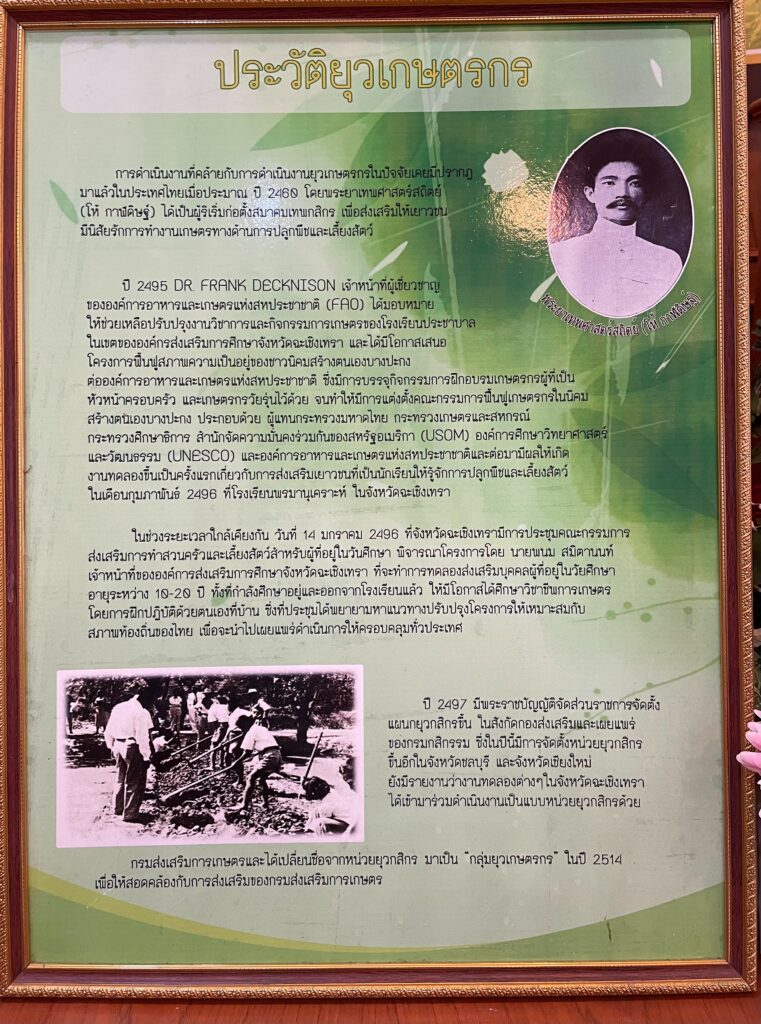 ประวัติยุวเกษตรกร
การดำเนินงานที่คล้ายกับการดำเนินงานยุวเกษตรกรในปัจจัยเคยมีปรากฎ
มาแล้วในประเทศไทยเมื่อประมาณ ปี 2460 โดยพระยาเทพศาสตร์สถิตย์
(โห้ กาฬดิษฐ์) ได้เป็นผู้ริเริ่มก่อตั้งสมาคมเทพกสิกร เพื่อส่งเสริมให้เยาวชน
มีนิสัยรักการทำงานเกษตรทางด้านการปลูกพืชและเลี้ยงสัตว์
พระยาเทพศาสตร์สถิตย์ (โห้ กาฬดิษฐ์)
ปี 2495 DR. FRANK DECKNISON เจ้าหน้าที่ผู้เชี่ยวชาญ
ขององค์การอาหารและเกษตรแห่งสหประชาชาติ (FAO) ได้มอบหมาย
ให้ช่วยเหลือปรับปรุงงานวิชาการและกิจกรรมการเกษตรของโรงเรียนประชาบาล
ในเขตขององค์กรส่งเสริมการศึกษาจังหวัดฉะเชิงเทรา และได้มีโอกาสเสนอ
โครงการฟื้นฟูสภาพความเป็นอยู่ของชาวนิคมสร้างตนเองบางปะกง
ต่อองค์การอาหารและเกษตรแห่งสหประชาชาติ ซึ่งมีการบรรจุกิจกรรมการฝึกอบรมเกษตรกรผู้ที่เป็น
หัวหน้าครอบครัว และเกษตรกรวัยรุ่นไว้ด้วย จนทำให้มีการแต่งตั้งคณะกรรมการฟื้นฟูเกษตรกรในนิคม
สร้างตนเองบางปะกง ประกอบด้วย ผู้แทนกระทรวงมหาดไทย กระทรวงเกษตรและสหกรณ์
กระทรวงศึกษาธิการ สำนักจัดความมั่นคงร่วมกันของสหรัฐอเมริกา (USOM) องค์การศึกษาวิทยาศาสตร์
และวัฒนธรรม (UNESCO) และองค์การอาหารและเกษตรแห่งสหประชาชาติและต่อมามีผลให้เกิด
งานทดลองขึ้นเป็นครั้งแรกเกี่ยวกับการส่งเสริมเยาวชนที่เป็นนักเรียนให้รู้จักการปลูกพืชและเลี้ยงสัตว์
ในเดือนกุมภาพันธ์ 2496 ที่โรงเรียนพรมานุเคราะห์ ในจังหวัดฉะเชิงเทรา
ในช่วงระยะเวลาใกล้เคียงกัน วันที่ 14 มกราคม 2496 ที่จังหวัดฉะเชิงเทรามีการประชุมคณะกรรมการ
ส่งเสริมการทำสวนครัวและเลี้ยงสัตว์สำหรับผู้ที่อยู่ในวันศึกษา พิจารณาโครงการโดย นายพนม สมิตานนท์
เจ้าหน้าที่ขององค์การส่งเสริมการศึกษาจังหวัดฉะเชิงเทรา ที่จะทำการทดลองส่งเสริมบุคคลผู้ที่อยู่ในวัยศึกษา
อายุระหว่าง 10-20 ปี ทั้งที่กำลังศึกษาอยู่และออกจากโรงเรียนแล้ว ให้มีโอกาสได้ศึกษาวิชาชีพการเกษตร
โดยการฝึกปฏิบัติด้วยตนเองที่บ้าน ซึ่งที่ประชุมได้พยายามหาแนวทางปรับปรุงโครงการให้เหมาะสมกับ
สภาพท้องถิ่นของไทย เพื่อจะนำไปเผยแพร่ดำเนินการให้ครอบคลุมทั่วประเทศ
ปี 2497 มีพระราชบัญญัติจัดส่วนราชการจัดตั้ง
แผนกยุวกสิกรขึ้น ในสังกัดกองส่งเสริมและเผยแพร่
ของกรมกสิกรรม ซึ่งในปีนี้มีการจัดตั้งหน่วยยุวกสิกร
ขึ้นอีกในจังหวัดชลบุรี และจังหวัดเชียงใหม่
ยังมีรายงานว่างานทดลองต่างๆในจังหวัดฉะเชิงเทรา
ได้เข้ามาร่วมดำเนินงานเป็นแบบหน่วยยุวกสิกรด้วย
กรมส่งเสริมการเกษตรและได้เปลี่ยนชื่อจากหน่วยยุวกสิกร มาเป็น "กลุ่มยุวเกษตรกร" ในปี 2514
เพื่อให้สอดคล้องกับการส่งเสริมของกรมส่งเสริมการเกษตร